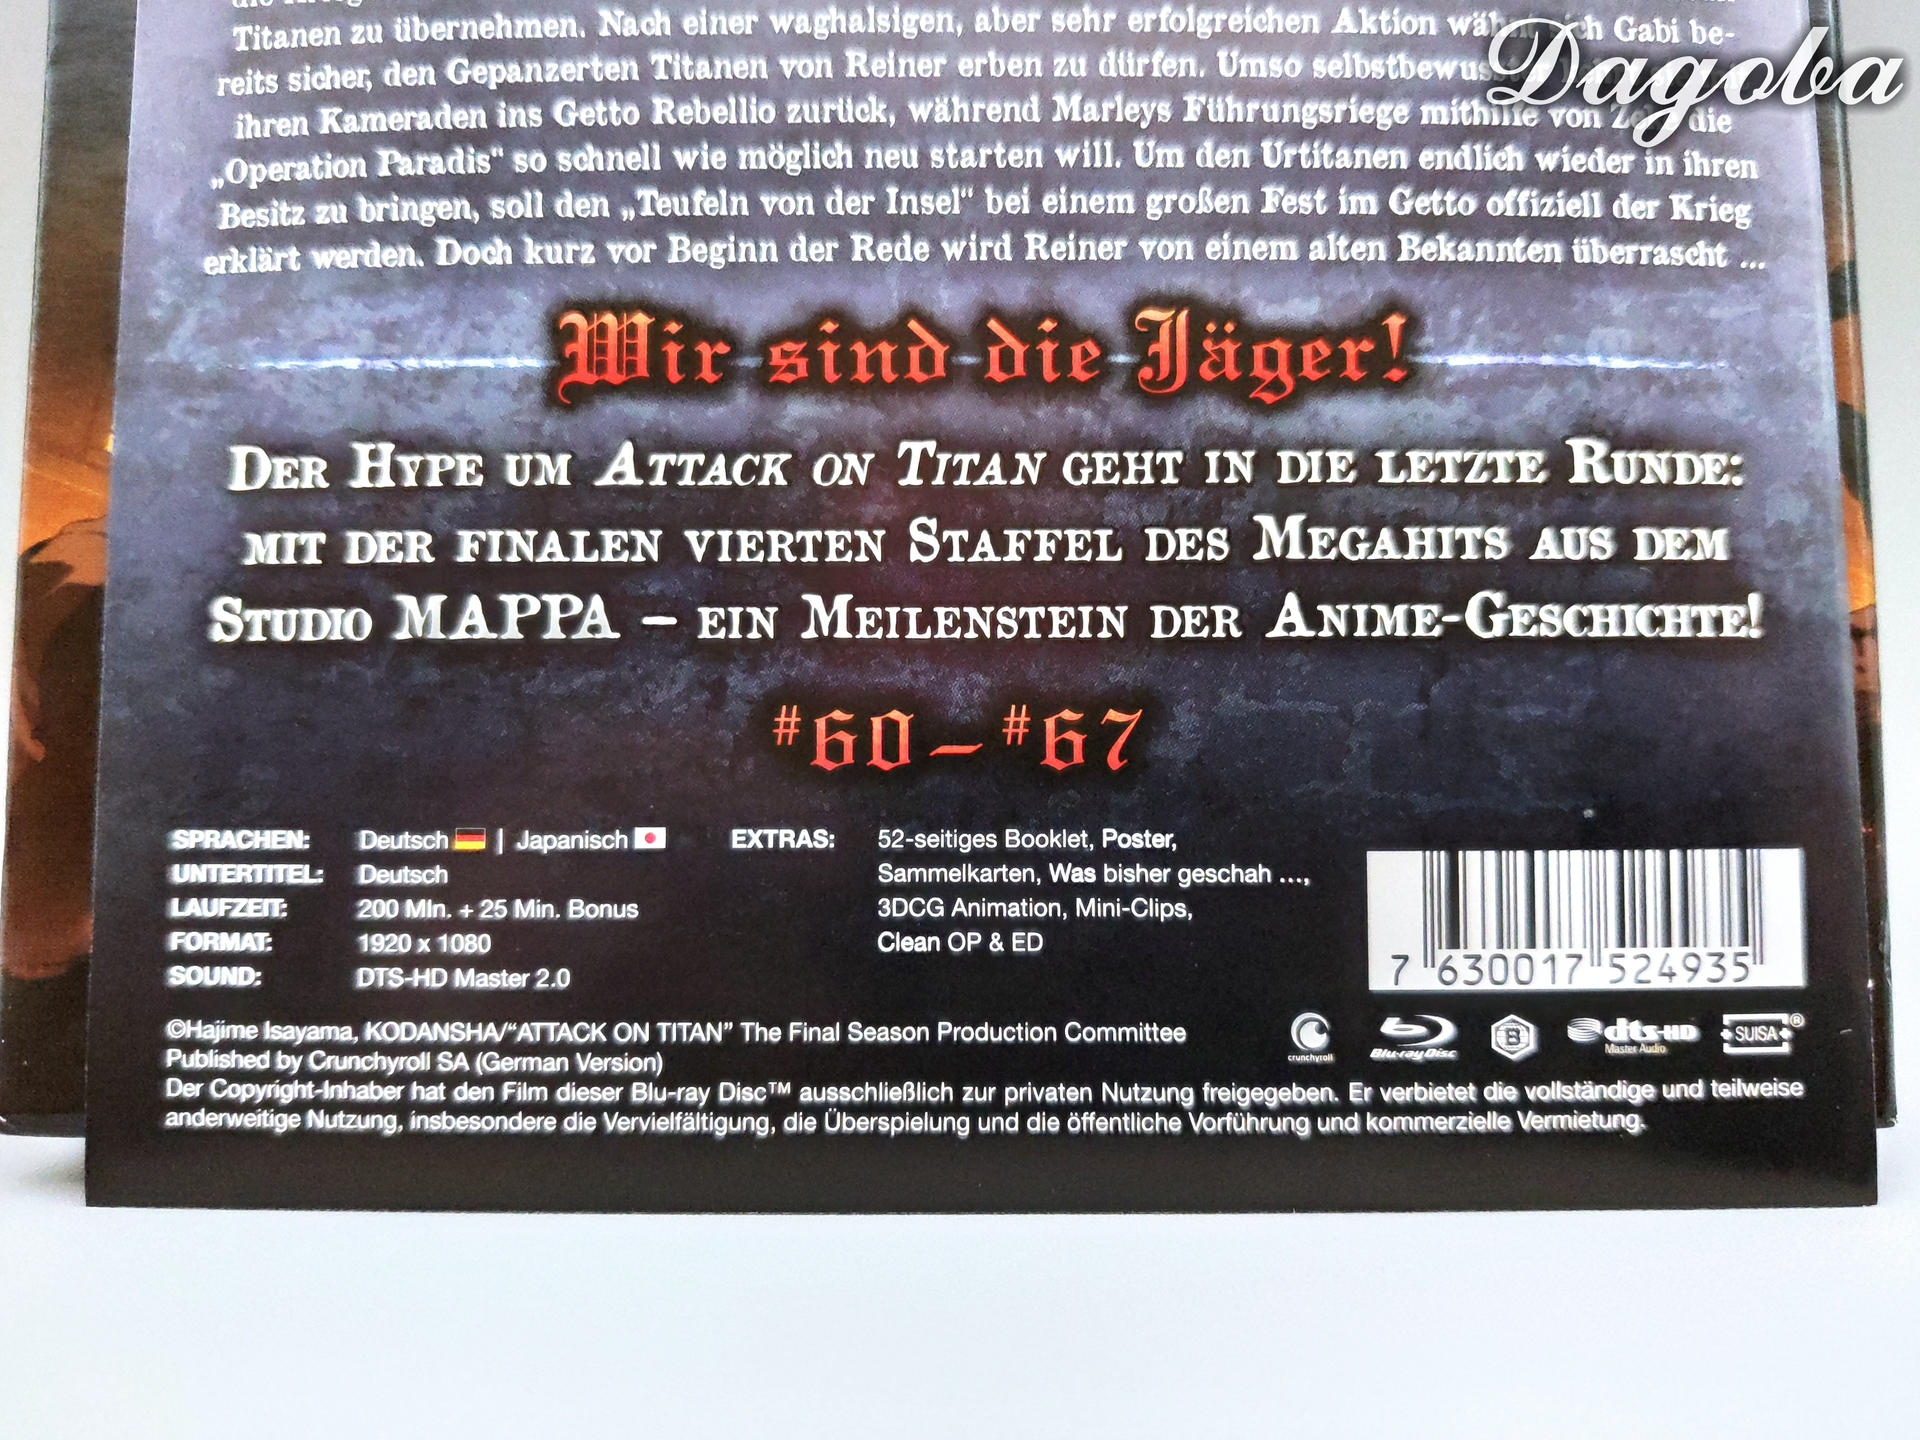 Titanen zu übernehmen. Nach einer waghalsigen, aber sehr erfolgreichen Aktion wähnt sich Gabi be-
reits sicher, den Gepanzerten Titanen von Reiner erben zu dürfen. Umso
Dagoba
ihren Kameraden ins Getto Rebellio zurück, während Marleys Führungsriege mithilfe von Zeke die
„Operation Paradis“ so schnell wie möglich neu starten will. Um den Urtitanen endlich wieder in ihren
Besitz zu bringen, soll den „Teufeln von der Insel“ bei einem großen Fest im Getto offiziell der Krieg
erklärt werden. Doch kurz vor Beginn der Rede wird Reiner von einem alten Bekannten überrascht ...
Wir sind die Jäger!
Der Hype um Attack on Titan geht in die letzte Runde:
mit der finalen vierten Staffel des Megahits aus dem
Studio MAPPA – ein Meilenstein der Anime-Geschichte!
#60 – #67
SPRACHEN: Deutsch | Japanisch
UNTERTITEL: Deutsch
LAUFZEIT: 200 MIn. + 25 Min. Bonus
FORMAT: 1920 x 1080
SOUND: DTS-HD Master 2.0
EXTRAS: 52-seitiges Booklet, Poster,
Sammelkarten, Was bisher geschah ...,
3DCG Animation, Mini-Clips,
Clean OP & ED
7 630017 524935
©Hajime Isayama, KODANSHA/“ATTACK ON TITAN” The Final Season Production Committee
Published by Crunchyroll SA (German Version)
crunchyroll
Blu-ray Disc
B
dts-HD
Master Audio
SUISA®
Der Copyright-Inhaber hat den Film dieser Blu-ray Disc™ ausschließlich zur privaten Nutzung freigegeben. Er verbietet die vollständige und teilweise
anderweitige Nutzung, insbesondere die Vervielfältigung, die Überspielung und die öffentliche Vorführung und kommerzielle Vermietung.